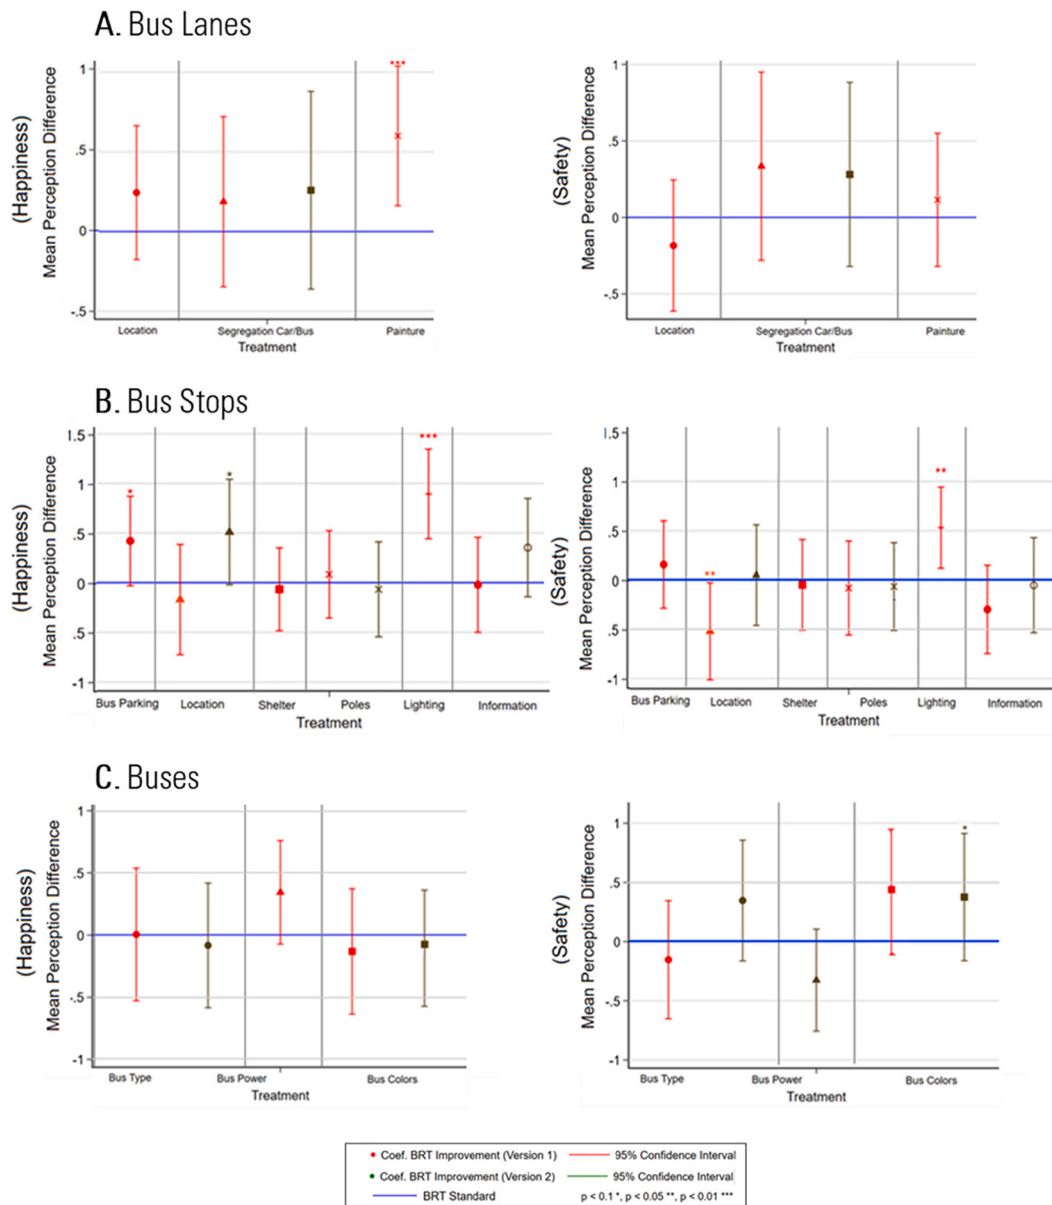 A. Bus Lanes
(Happiness)
Mean Perception Difference
1
.5
0
-.5
***
Location
Segregation Car/Bus
Painture
Treatment
(Safety)
Mean Perception Difference
1
.5
0
-.5
Location
Segregation Car/Bus
Painture
Treatment
B. Bus Stops
(Happiness)
Mean Perception Difference
1.5
1
.5
0
.5
-1
*
*
***
Bus Parking
Location
Shelter
Poles
Lighting
Information
Treatment
(Safety)
Mean Perception Difference
1.5
1
.5
0
.5
-1
**
**
Bus Parking
Location
Shelter
Poles
Lighting
Information
Treatment
C. Buses
(Happiness)
Mean Perception Difference
1
.5
0
-.5
-1
Bus Type
Bus Power
Bus Colors
Treatment
(Safety)
Mean Perception Difference
1
.5
0
-.5
-1
*
Bus Type
Bus Power
Bus Colors
Treatment
Coef. BRT Improvement (Version 1) 95% Confidence Interval
Coef. BRT Improvement (Version 2) 95% Confidence Interval
BRT Standard p < 0.1 *, p < 0.05 **, p < 0.01 ***